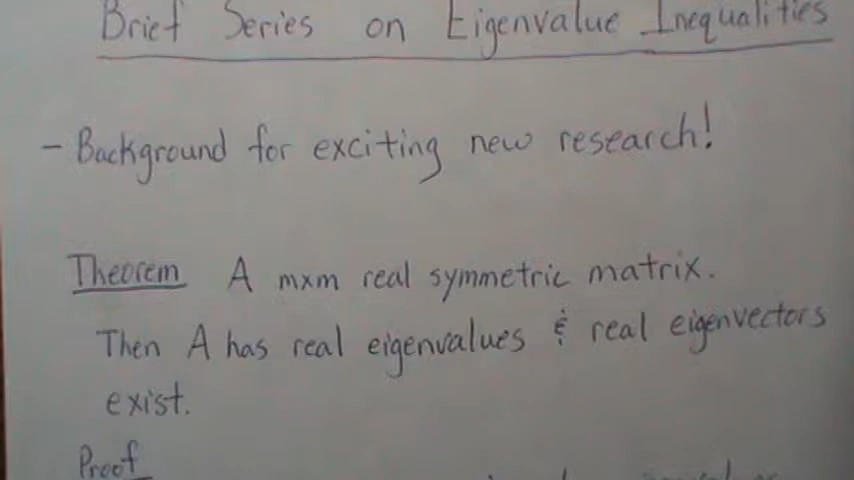 Brief Series on Eigenvalue Inequalities
- Background for exciting new research!
Theorem A mxm real symmetric matrix.
Then A has real eigenvalues & real eigenvectors
exist.
Proof